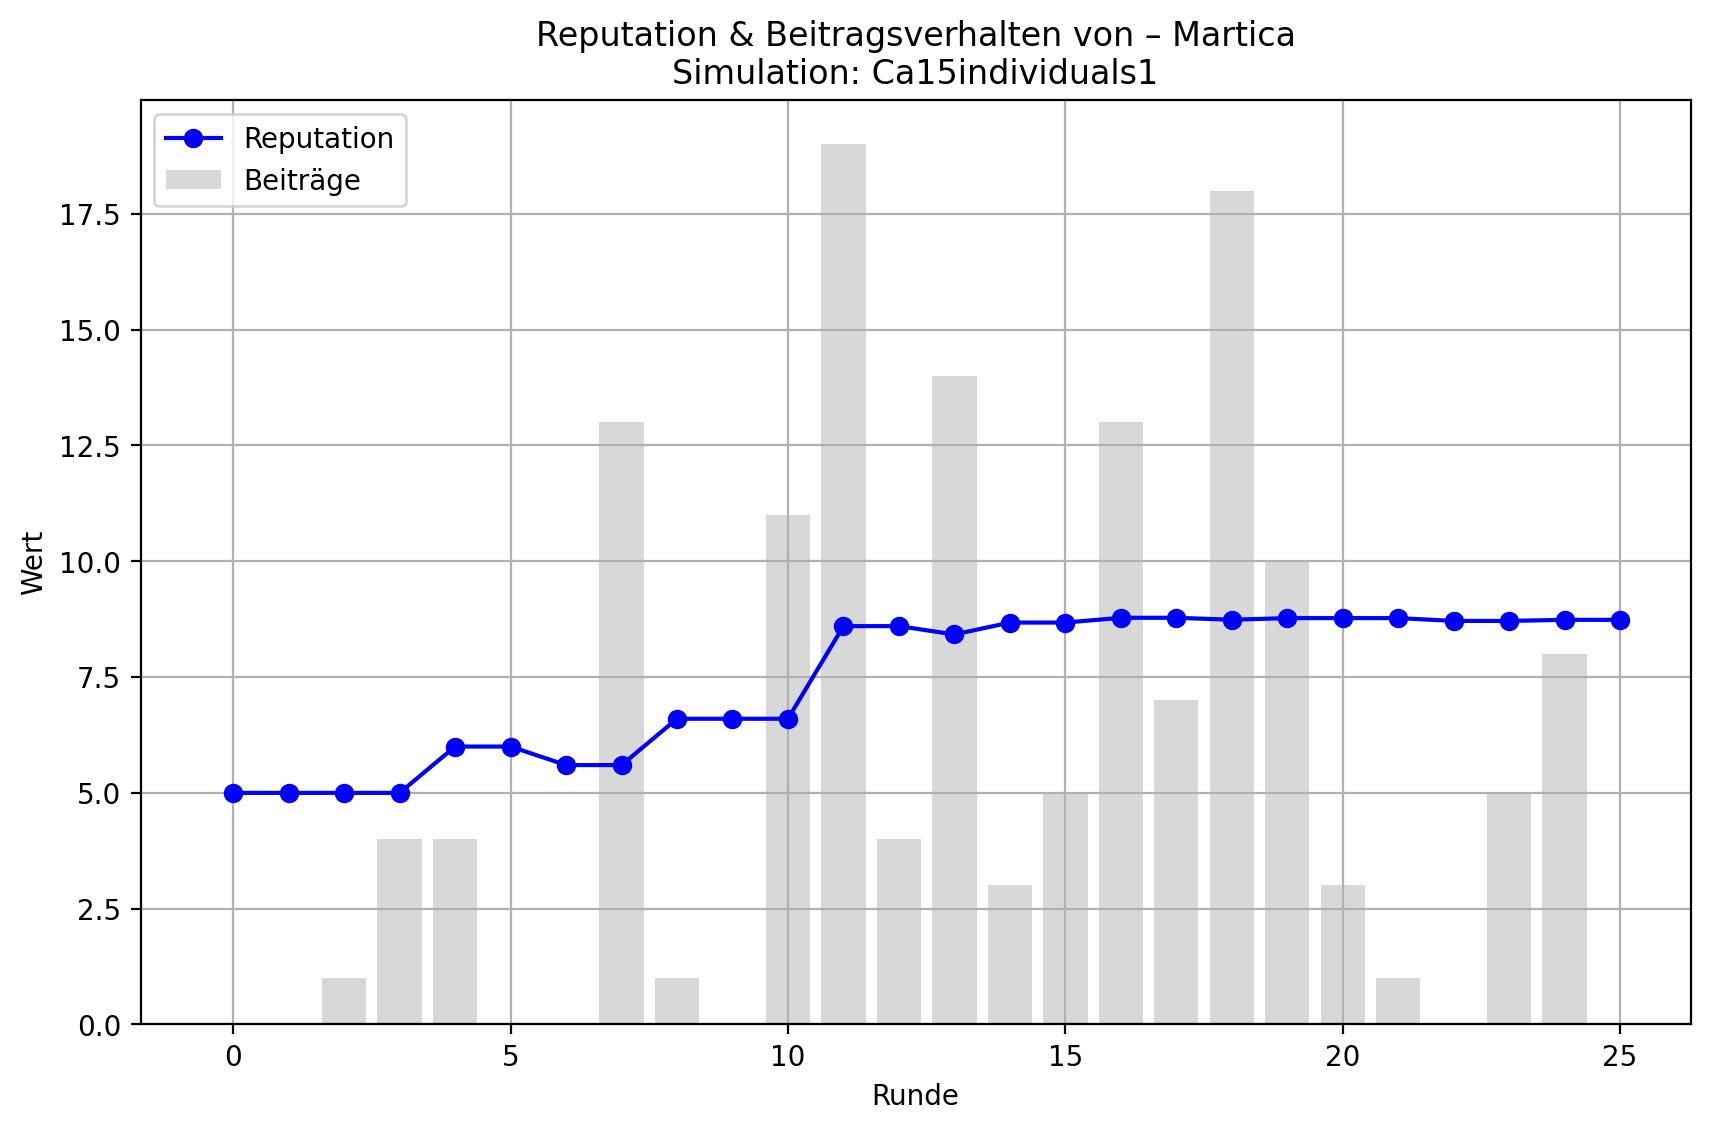 Reputation & Beitragsverhalten von – Martica
Simulation: Ca15individuals1
Reputation
Beiträge
Wert
17.5
15.0
12.5
10.0
7.5
5.0
2.5
0.0
0 5 10 15 20 25
Runde